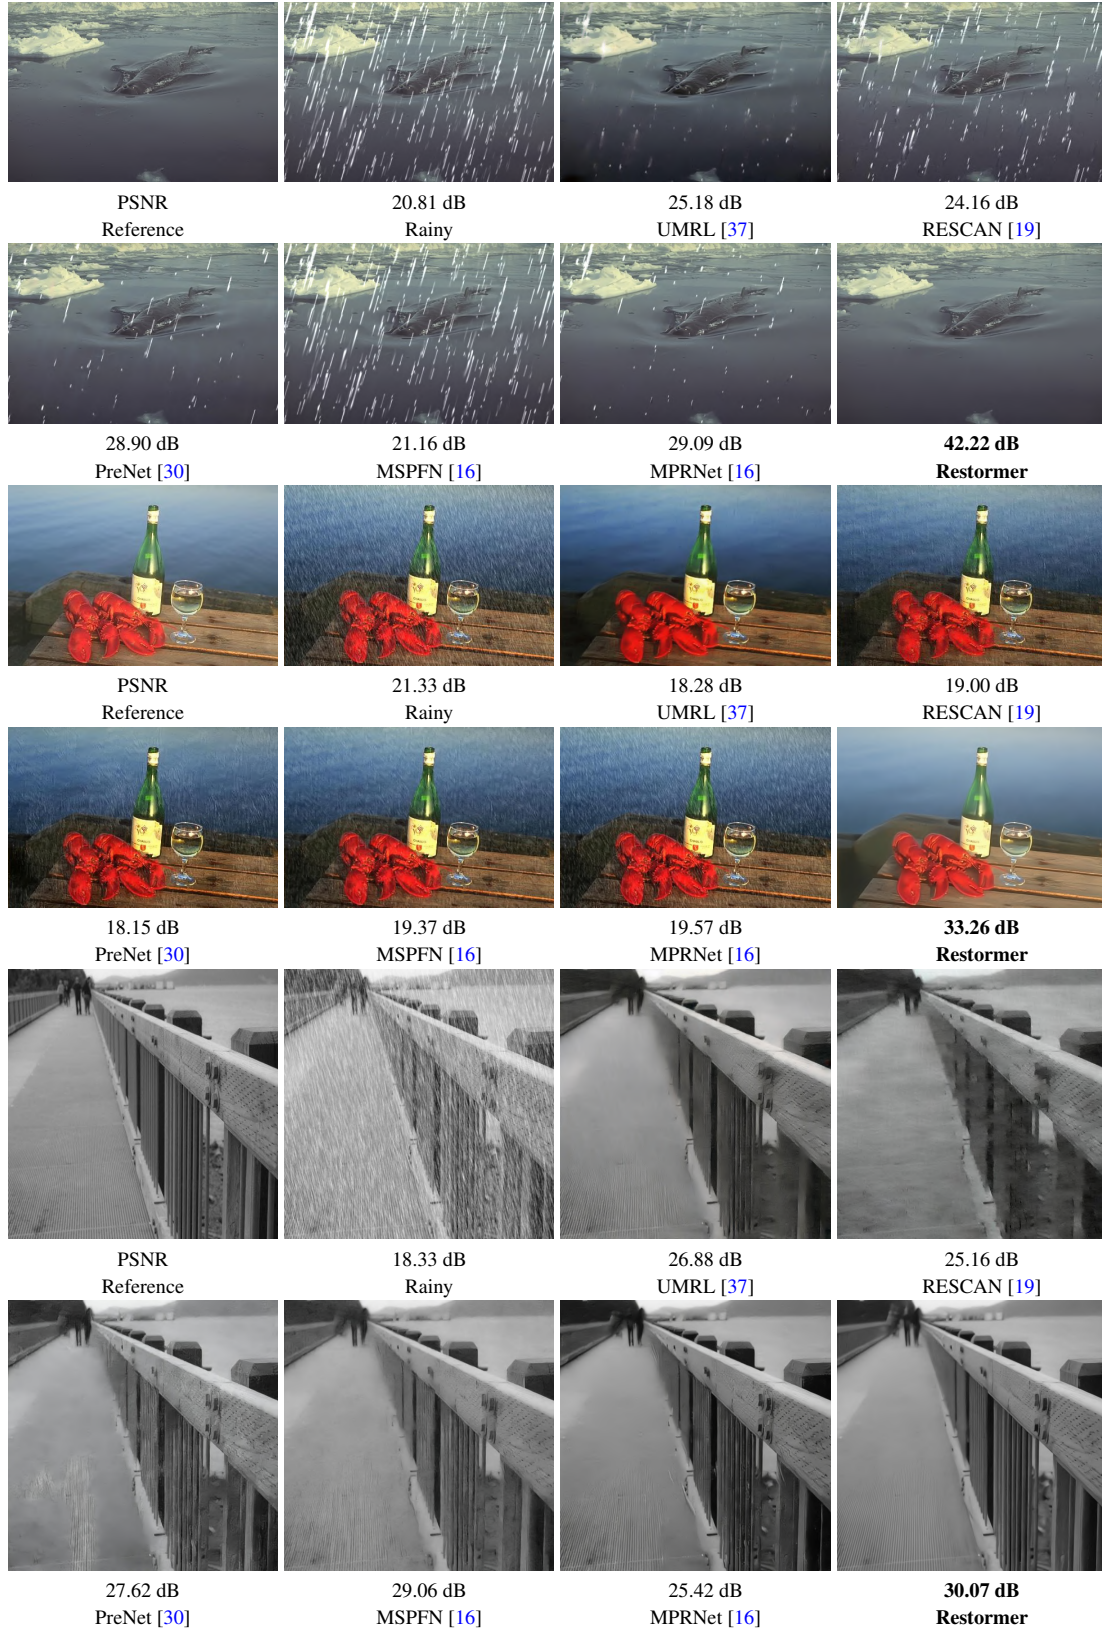 PSNR 20.81 dB 25.18 dB 24.16 dB
Reference Rainy UMRL [37] RESCAN [19]
28.90 dB 21.16 dB 29.09 dB 42.22 dB
PreNet [30] MSPFN [16] MPRNet [16] Restormer
PSNR 21.33 dB 18.28 dB 19.00 dB
Reference Rainy UMRL [37] RESCAN [19]
18.15 dB 19.37 dB 19.57 dB 33.26 dB
PreNet [30] MSPFN [16] MPRNet [16] Restormer
PSNR 18.33 dB 26.88 dB 25.16 dB
Reference Rainy UMRL [37] RESCAN [19]
27.62 dB 29.06 dB 25.42 dB 30.07 dB
PreNet [30] MSPFN [16] MPRNet [16] Restormer